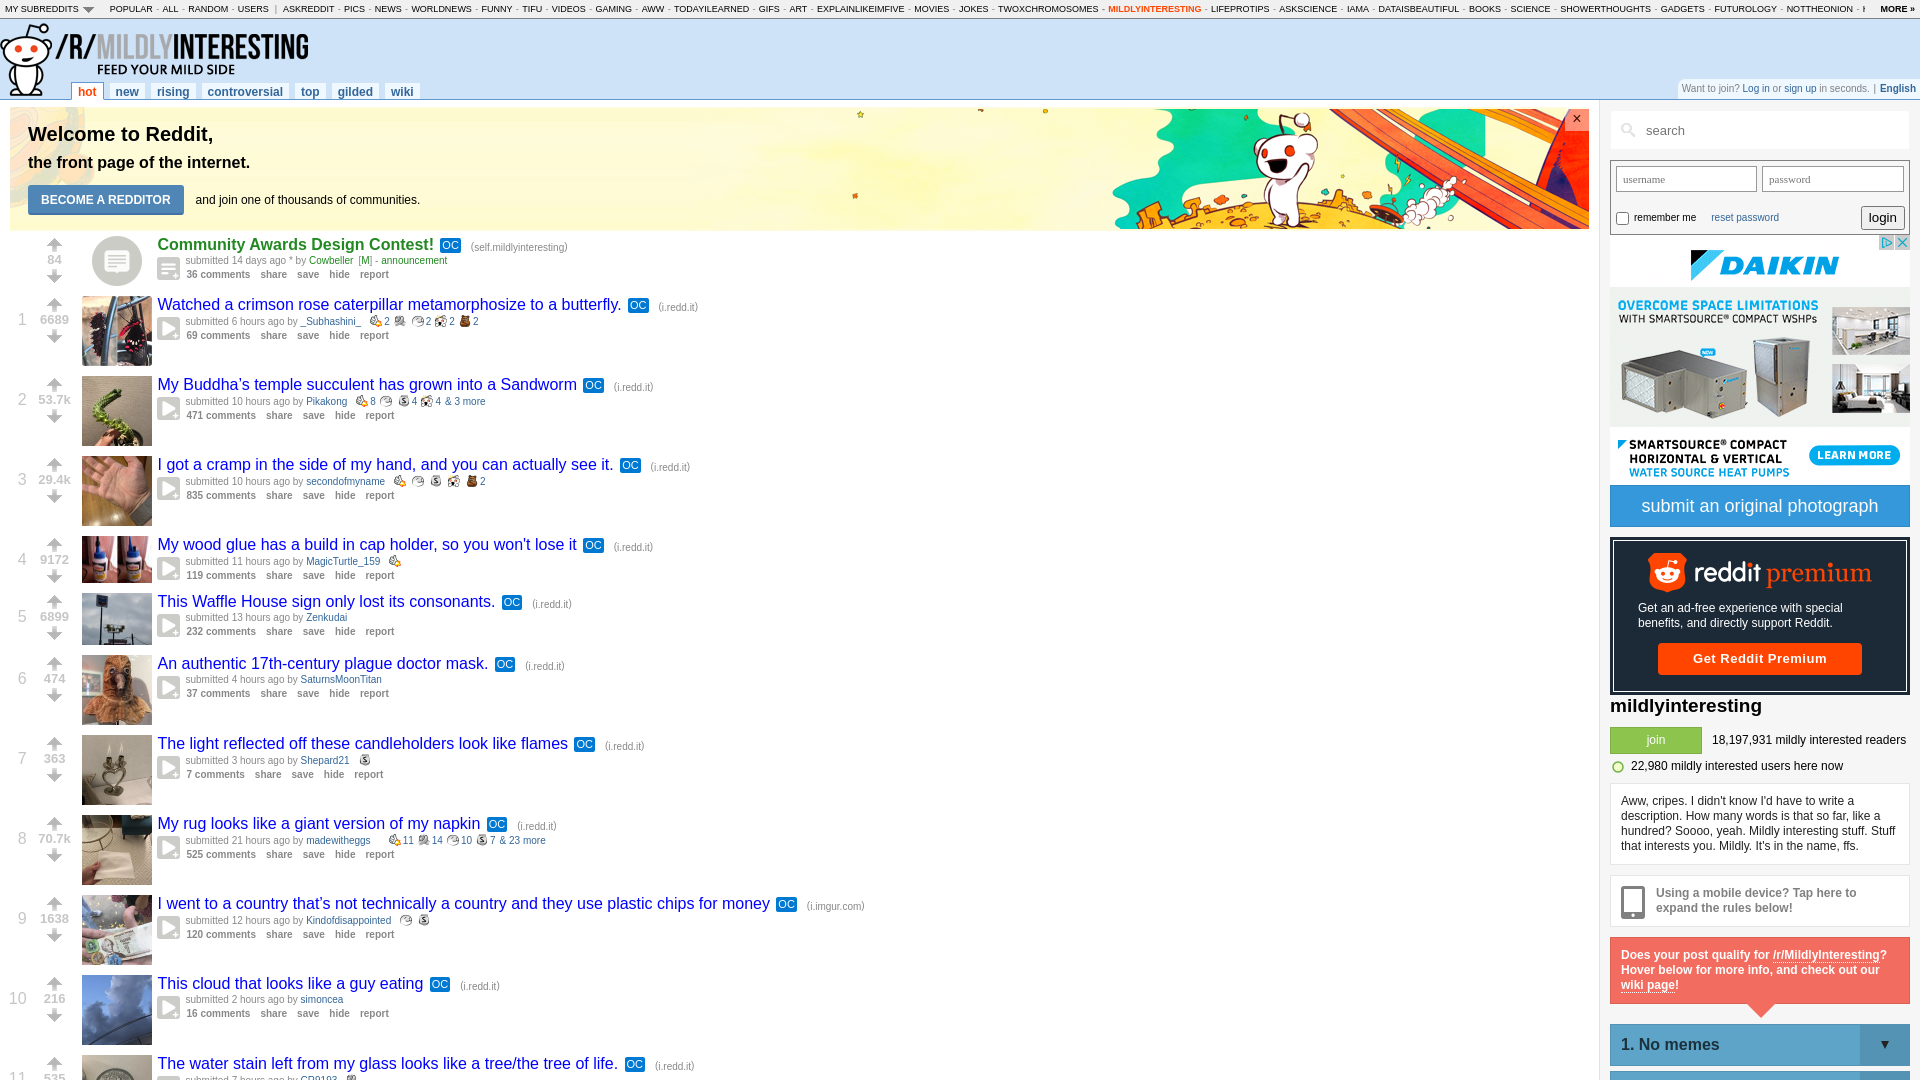 MY SUBREDDITS POPULAR - ALL - RANDOM - USERS | ASKREDDIT - PICS - NEWS - WORLDNEWS - FUNNY - TIFU - VIDEOS - GAMING - AWW - TODAYILEARNED - GIFS - ART - EXPLAINLIKEIMFIVE - MOVIES - JOKES - TWOXCHROMOSOMES - MILDLYINTERESTING - LIFEPROTIPS - ASKSCIENCE - IAMA - DATAISBEAUTIFUL - BOOKS - SCIENCE - SHOWERTHOUGHTS - GADGETS - FUTUROLOGY - NOTTHEONION - MORE »
/R/MILDLYINTERESTING
FEED YOUR MILD SIDE
hot new rising controversial top gilded wiki
Want to join? Log in or sign up in seconds. | English
Welcome to Reddit,
the front page of the internet.
BECOME A REDDITOR and join one of thousands of communities.
×
84
Community Awards Design Contest! OC (self.mildlyinteresting)
submitted 14 days ago * by Cowbeller [M] - announcement
36 comments share save hide report
1 6689
Watched a crimson rose caterpillar metamorphosize to a butterfly. OC (i.redd.it)
submitted 6 hours ago by _Subhashini_ 2 2 2 2
69 comments share save hide report
2 53.7k
My Buddha’s temple succulent has grown into a Sandworm OC (i.redd.it)
submitted 10 hours ago by Pikakong 8 4 4 & 3 more
471 comments share save hide report
3 29.4k
I got a cramp in the side of my hand, and you can actually see it. OC (i.redd.it)
submitted 10 hours ago by secondofmyname 2
835 comments share save hide report
4 9172
My wood glue has a build in cap holder, so you won't lose it OC (i.redd.it)
submitted 11 hours ago by MagicTurtle_159
119 comments share save hide report
5 6899
This Waffle House sign only lost its consonants. OC (i.redd.it)
submitted 13 hours ago by Zenkudai
232 comments share save hide report
6 474
An authentic 17th-century plague doctor mask. OC (i.redd.it)
submitted 4 hours ago by SaturnsMoonTitan
37 comments share save hide report
7 363
The light reflected off these candleholders look like flames OC (i.redd.it)
submitted 3 hours ago by Shepard21
7 comments share save hide report
8 70.7k
My rug looks like a giant version of my napkin OC (i.redd.it)
submitted 21 hours ago by madewitheggs 11 14 10 7 & 23 more
525 comments share save hide report
9 1638
I went to a country that’s not technically a country and they use plastic chips for money OC (i.imgur.com)
submitted 12 hours ago by Kindofdisappointed
120 comments share save hide report
10 216
This cloud that looks like a guy eating OC (i.redd.it)
submitted 2 hours ago by simoncea
16 comments share save hide report
11 535
The water stain left from my glass looks like a tree/the tree of life. OC (i.redd.it)
submitted 7 hours ago by
search
username password
remember me reset password login
DAIKIN
OVERCOME SPACE LIMITATIONS
WITH SMARTSOURCE® COMPACT WSHPs
NEW
SMARTSOURCE® COMPACT
HORIZONTAL & VERTICAL
WATER SOURCE HEAT PUMPS
LEARN MORE
submit an original photograph
reddit premium
Get an ad-free experience with special
benefits, and directly support Reddit.
Get Reddit Premium
mildlyinteresting
join 18,197,931 mildly interested readers
22,980 mildly interested users here now
Aww, cripes. I didn't know I'd have to write a
description. How many words is that so far, like a
hundred? Soooo, yeah. Mildly interesting stuff. Stuff
that interests you. Mildly. It's in the name, ffs.
Using a mobile device? Tap here to
expand the rules below!
Does your post qualify for /r/MildlyInteresting?
Hover below for more info, and check out our
wiki page!
1. No memes ▼